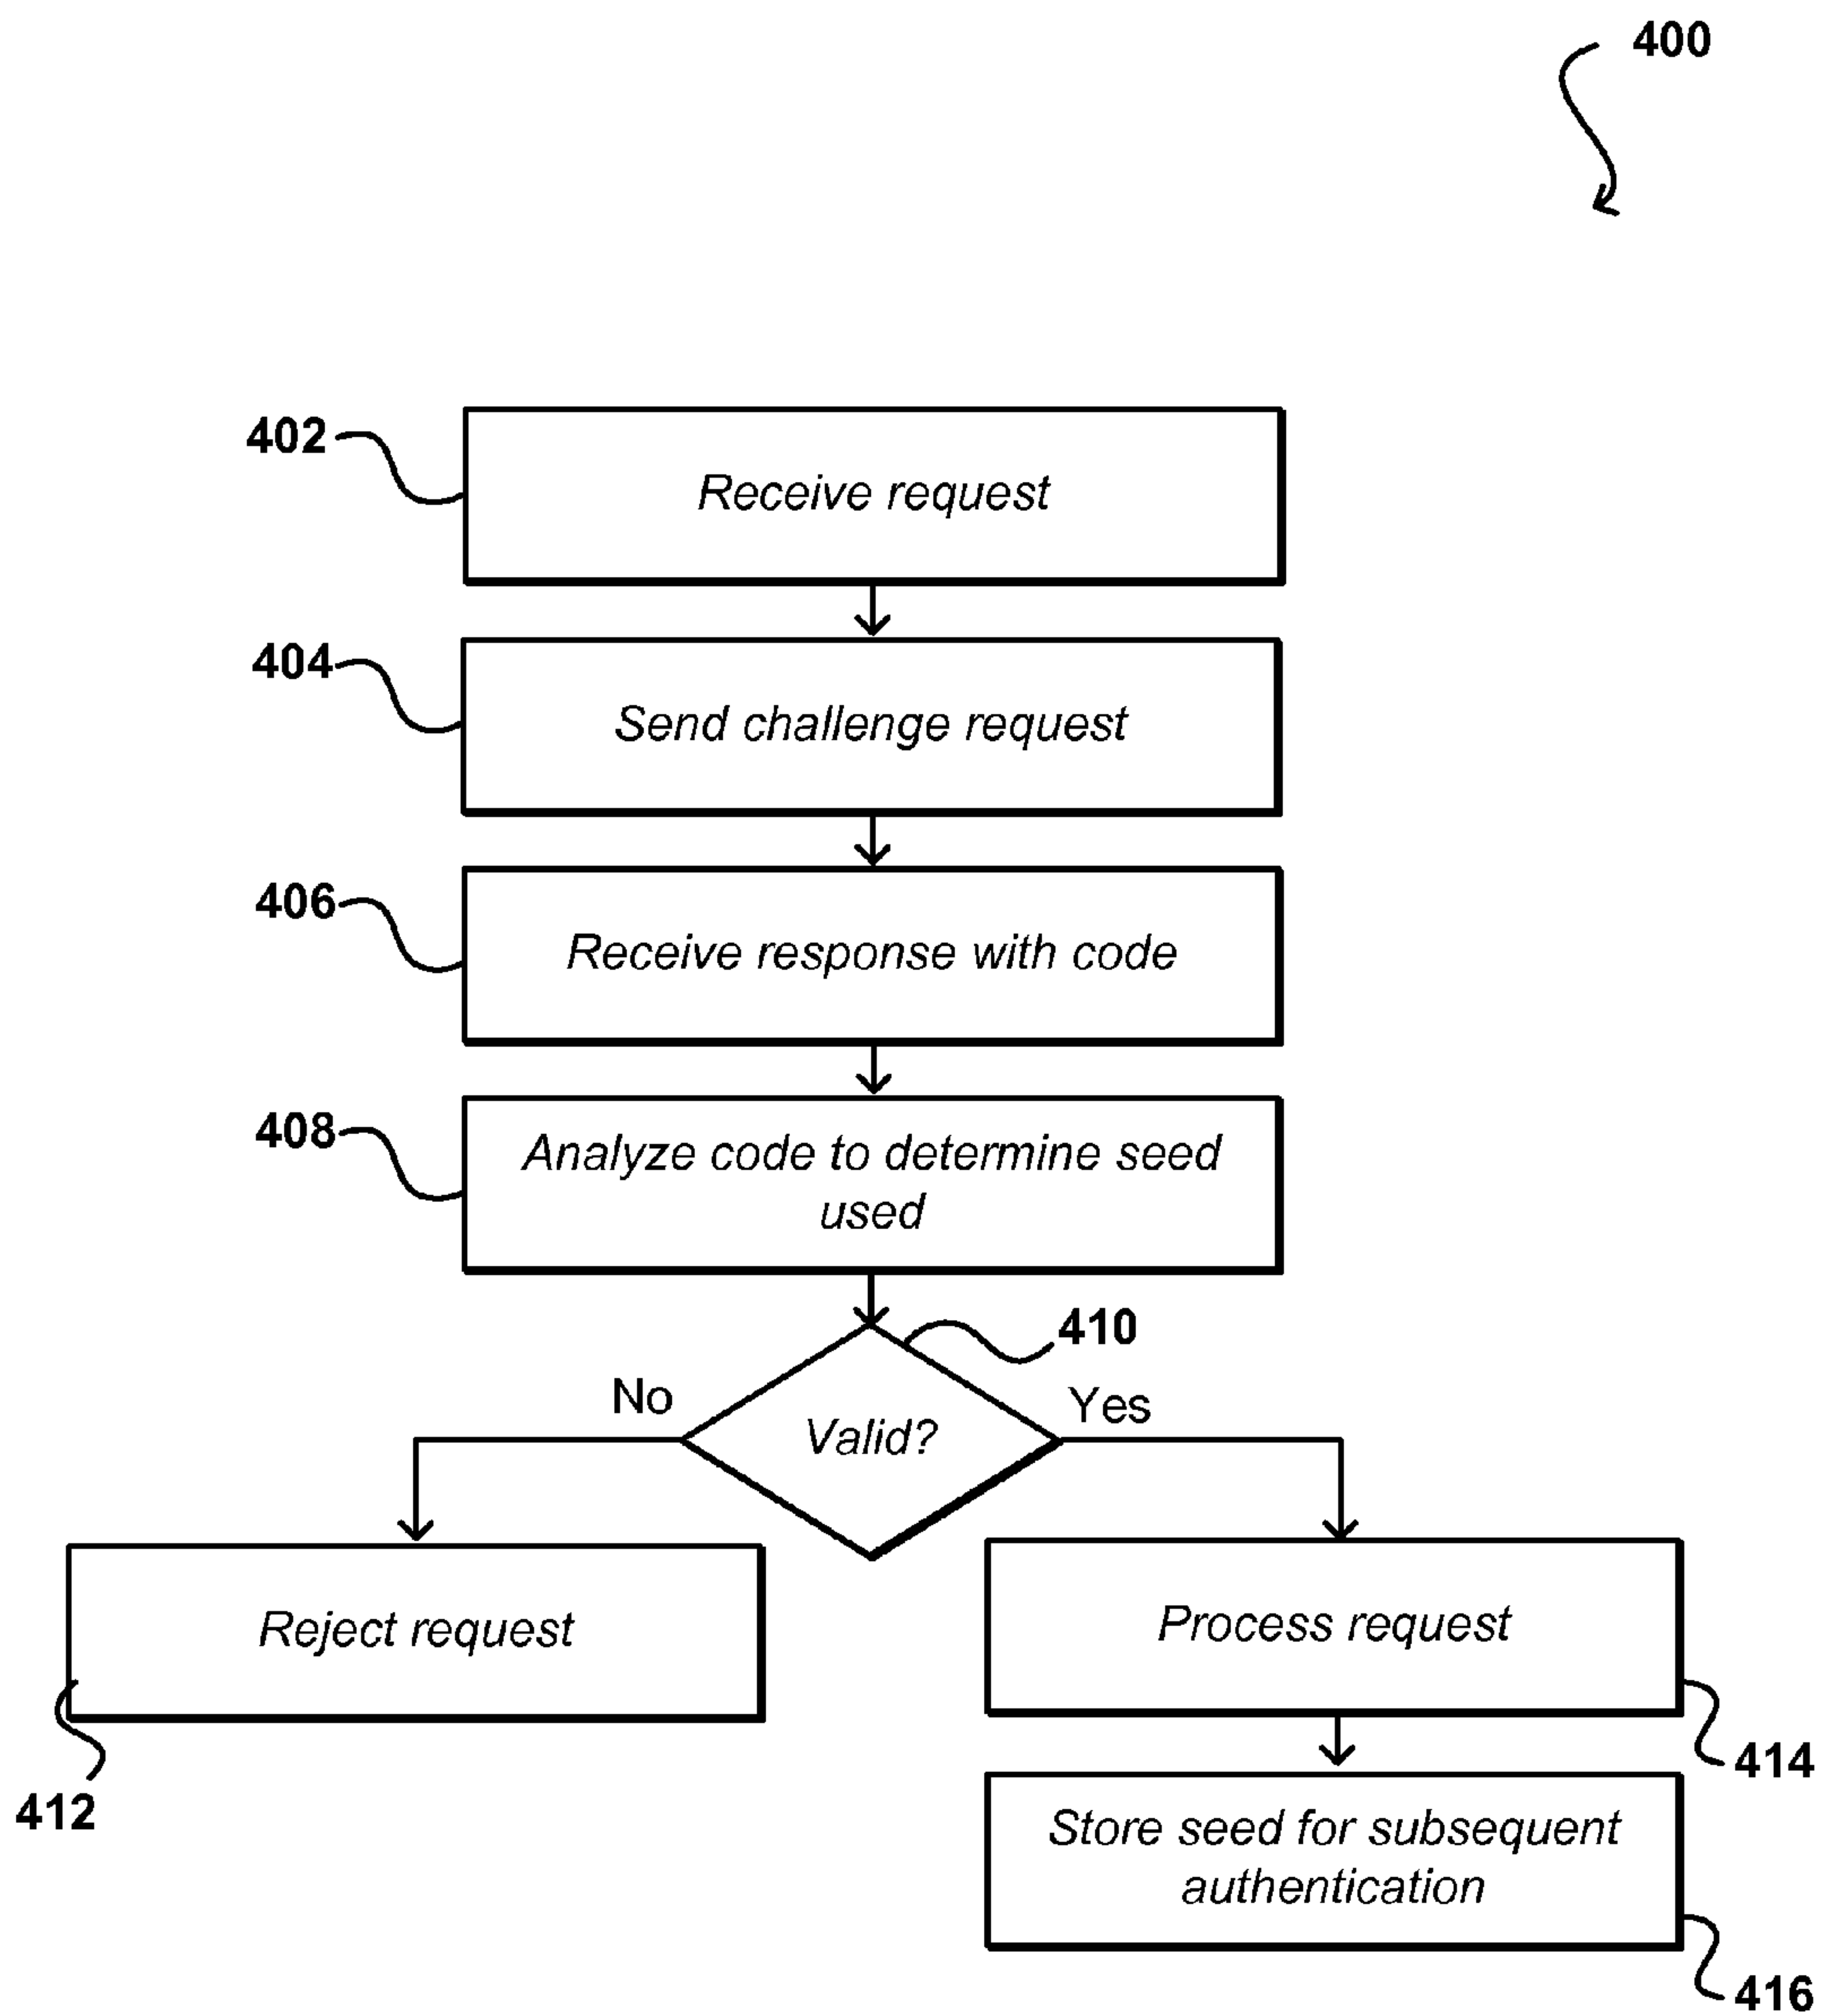 400
402
Receive request
404
Send challenge request
406
Receive response with code
408
Analyze code to determine seed
used
410
No
Yes
Valid?
Reject request
Process request
412
414
Store seed for subsequent
authentication
416